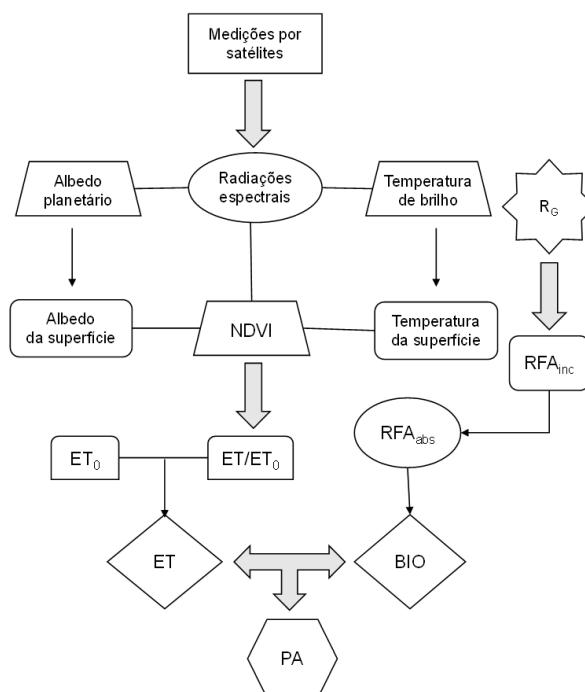 Medições por
satélites
Albedo
planetário
Radiações
espectrais
Temperatura
de brilho
R_G
Albedo
da superfície
NDVI
Temperatura
da superfície
RFA_inc
RFA_abs
ET_0
ET/ET_0
ET
BIO
PA